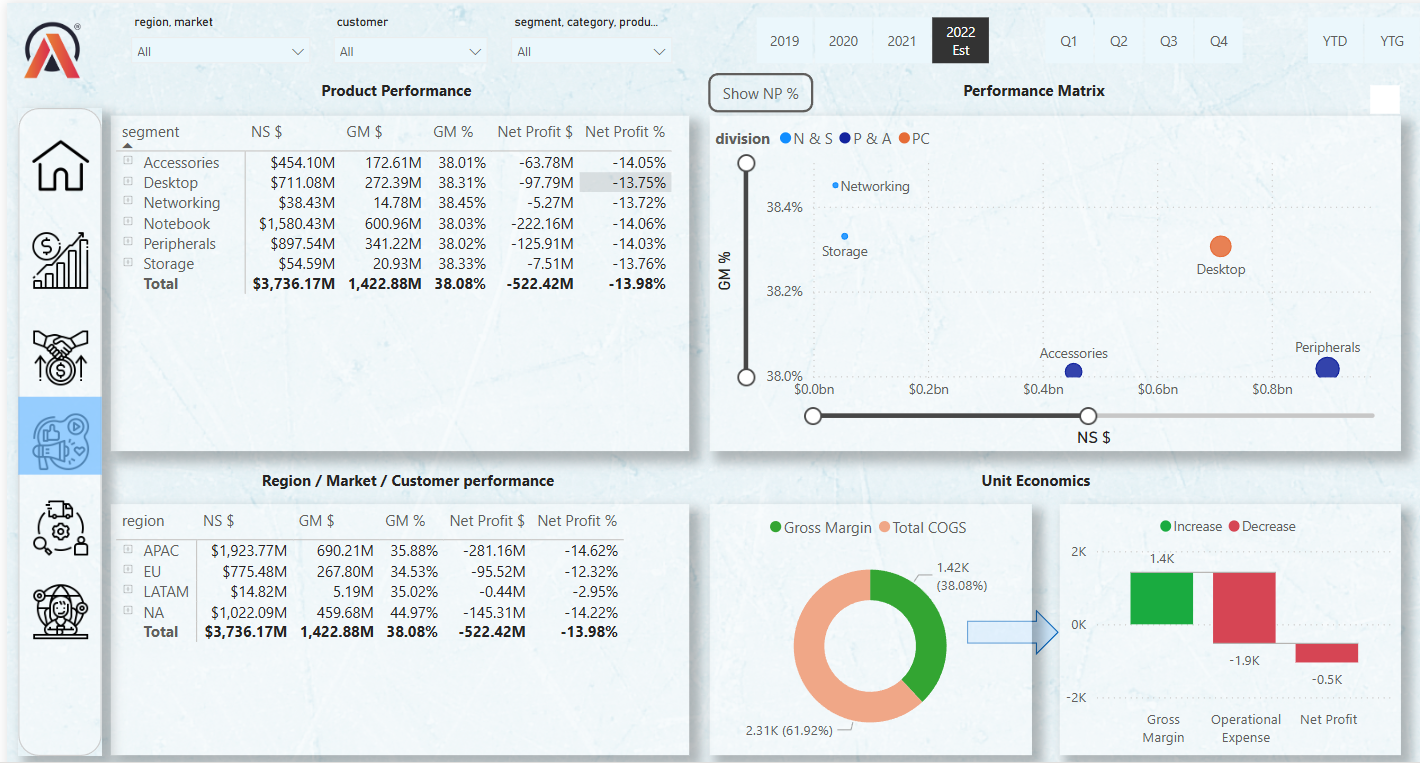 region, market
customer
segment, category, produ...
All
All
All
2019
2020
2021
2022
Est
Q1
Q2
Q3
Q4
YTD
YTG
Product Performance
segment NS $ GM $ GM % Net Profit $ Net Profit %
Accessories $454.10M 172.61M 38.01% -63.78M -14.05%
Desktop $711.08M 272.39M 38.31% -97.79M -13.75%
Networking $38.43M 14.78M 38.45% -5.27M -13.72%
Notebook $1,580.43M 600.96M 38.03% -222.16M -14.06%
Peripherals $897.54M 341.22M 38.02% -125.91M -14.03%
Storage $54.59M 20.93M 38.33% -7.51M -13.76%
Total $3,736.17M 1,422.88M 38.08% -522.42M -13.98%
Show NP %
Performance Matrix
division N & S P & A PC
GM %
38.4%
38.2%
38.0%
Networking
Storage
Desktop
Accessories
Peripherals
$0.0bn $0.2bn $0.4bn $0.6bn $0.8bn
NS $
Region / Market / Customer performance
region NS $ GM $ GM % Net Profit $ Net Profit %
APAC $1,923.77M 690.21M 35.88% -281.16M -14.62%
EU $775.48M 267.80M 34.53% -95.52M -12.32%
LATAM $14.82M 5.19M 35.02% -0.44M -2.95%
NA $1,022.09M 459.68M 44.97% -145.31M -14.22%
Total $3,736.17M 1,422.88M 38.08% -522.42M -13.98%
Unit Economics
Gross Margin Total COGS
1.42K
(38.08%)
2.31K (61.92%)
Increase Decrease
2K
0K
-2K
1.4K
-1.9K
-0.5K
Gross
Margin
Operational
Expense
Net Profit